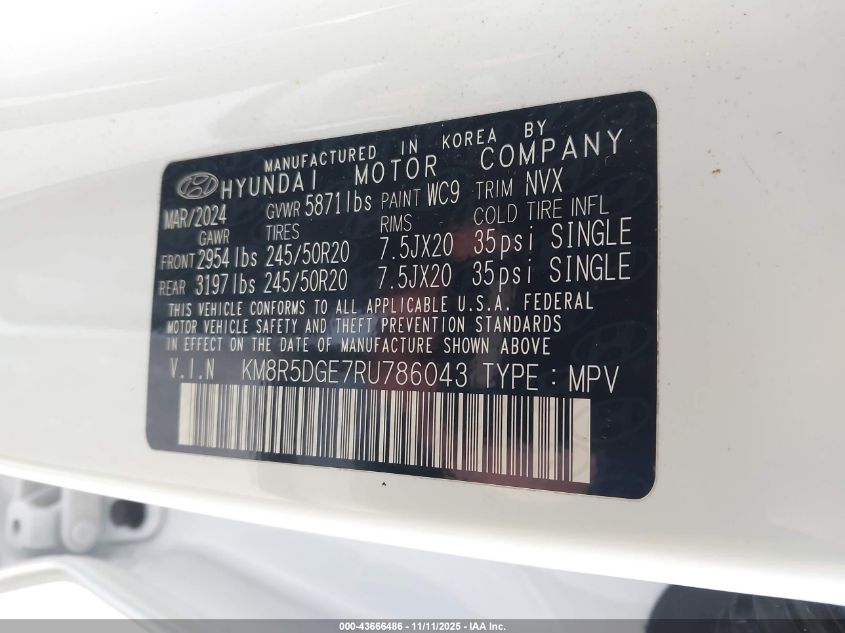 MANUFACTURED IN KOREA BY
HYUNDAI MOTOR COMPANY
MAR/2024 GVWR 5871lbs PAINT WC9 TRIM NVX
GAWR TIRES RIMS COLD TIRE INFL
FRONT 2954lbs 245/50R20 7.5JX20 35psi SINGLE
REAR 3197lbs 245/50R20 7.5JX20 35psi SINGLE
THIS VEHICLE CONFORMS TO ALL APPLICABLE U.S.A. FEDERAL
MOTOR VEHICLE SAFETY AND THEFT PREVENTION STANDARDS
IN EFFECT ON THE DATE OF MANUFACTURE SHOWN ABOVE.
V.I.N KM8R5DGE7RU786043 TYPE : MPV
000-43666486 - 11/11/2025 - IAA Inc.